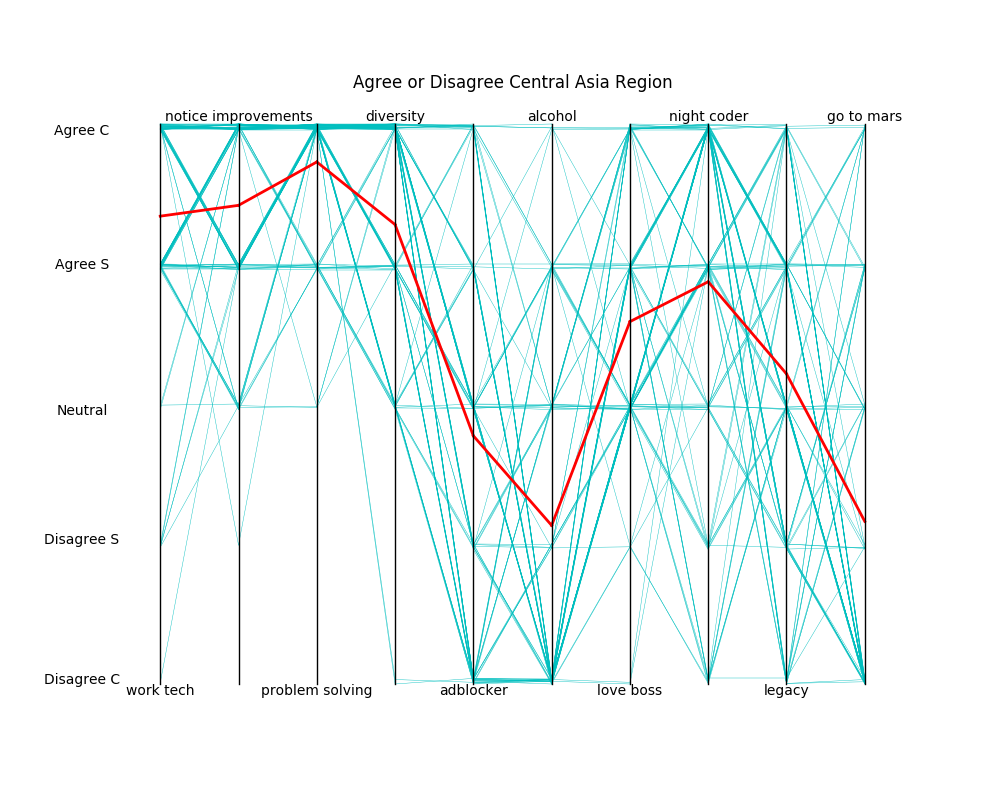 Agree or Disagree Central Asia Region
notice improvements diversity alcohol night coder go to mars
Agree C
Agree S
Neutral
Disagree S
Disagree C
work tech problem solving adblocker love boss legacy